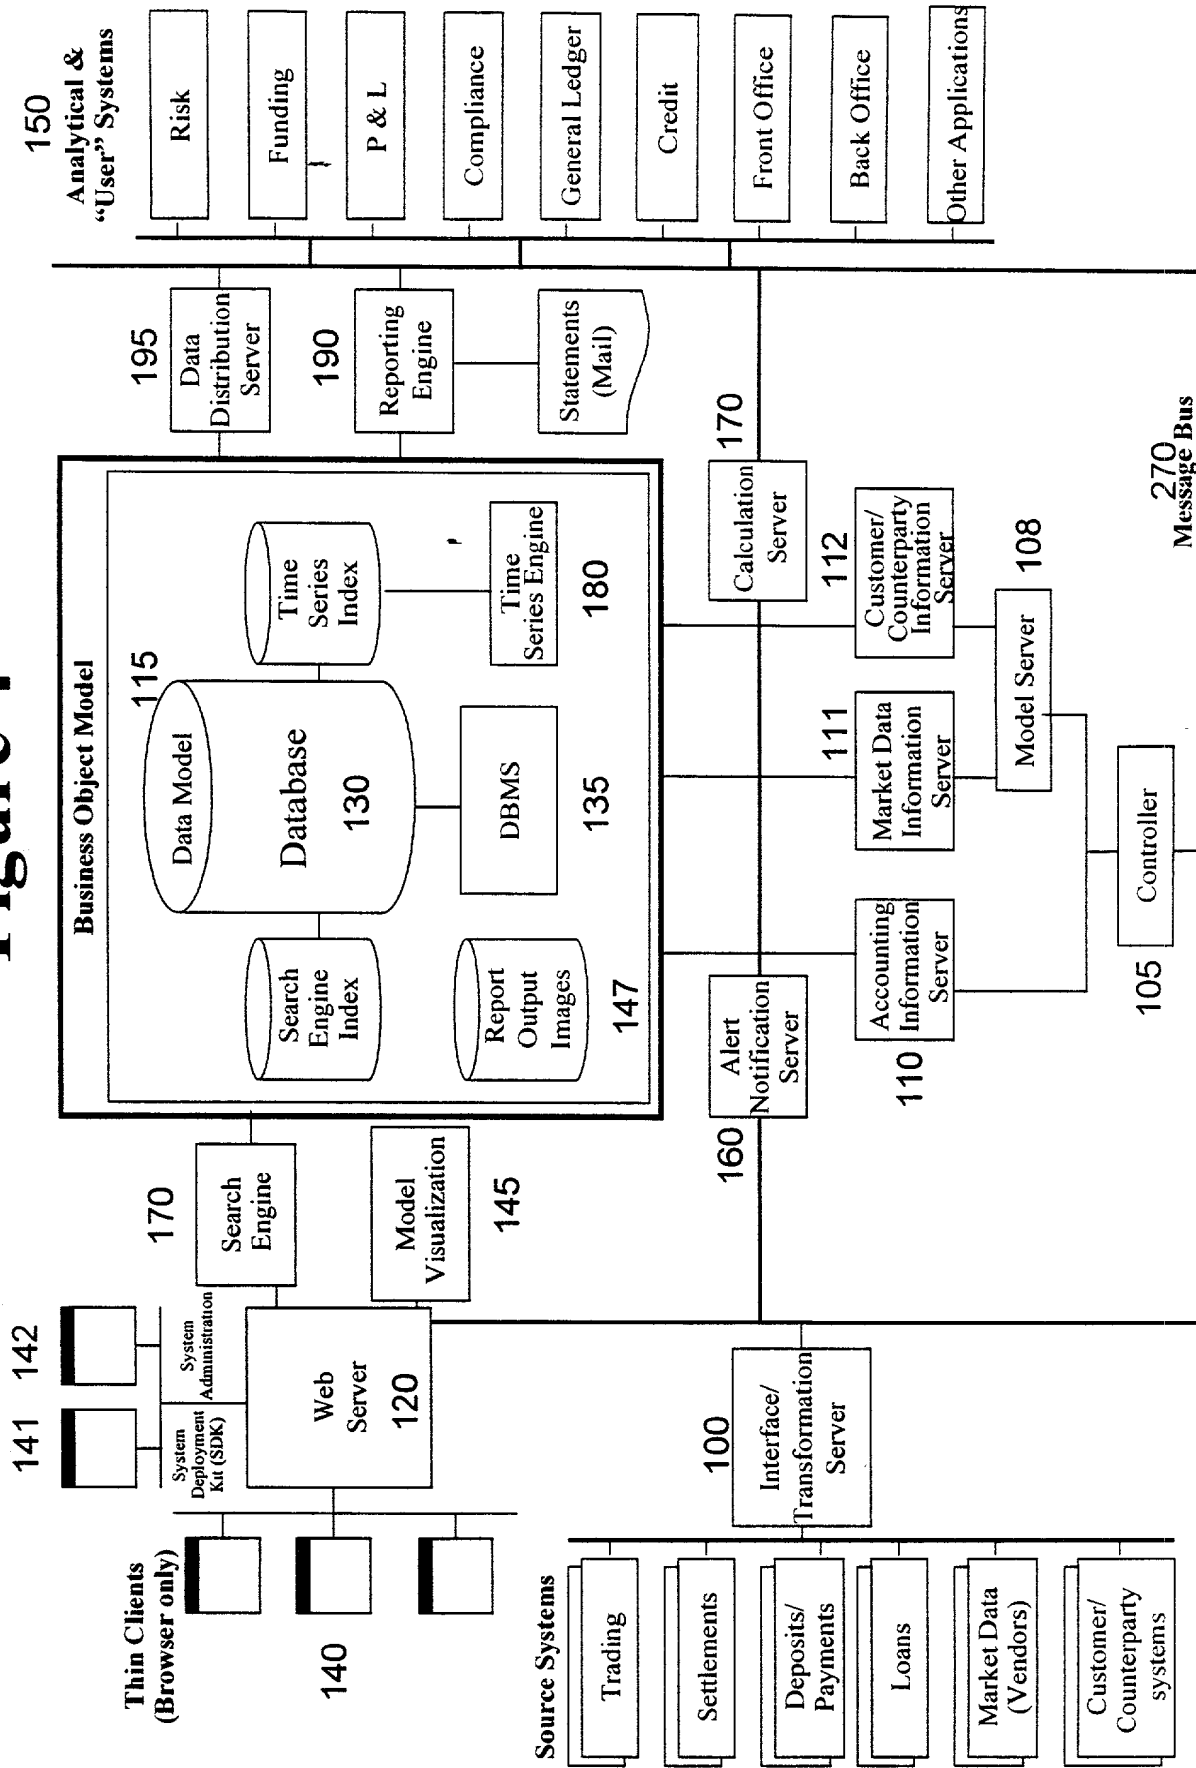 Thin Clients
(Browser only)
140
141
142
System
Deployment
Kit (SDK)
System
Administration
Web
Server
120
170
Search
Engine
Model
Visualization
145
Business Object Model
115
Data Model
Database
130
Search
Engine
Index
Time
Series
Index
Report
Output
Images
147
DBMS
135
Time
Series Engine
180
195
Data
Distribution
Server
190
Reporting
Engine
Statements
(Mail)
150
Analytical &
“User” Systems
Risk
Funding
P & L
Compliance
General Ledger
Credit
Front Office
Back Office
Other Applications
Source Systems
Trading
Settlements
Deposits/
Payments
Loans
Market Data
(Vendors)
Customer/
Counterparty
systems
100
Interface/
Transformation
Server
160
Alert
Notification
Server
Calculation
Server
170
110
Accounting
Information
Server
111
Market Data
Information
Server
112
Customer/
Counterparty
Information
Server
Model Server
108
105
Controller
270
Message Bus